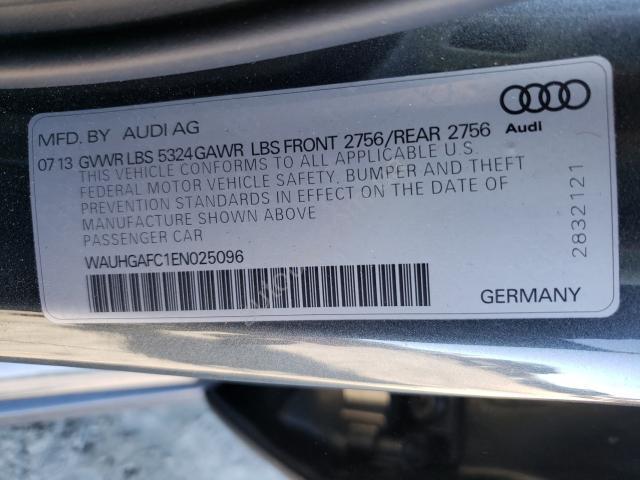 MFD. BY AUDI AG
Audi
07 13 GVWR LBS 5324 GAWR LBS FRONT 2756/REAR 2756
THIS VEHICLE CONFORMS TO ALL APPLICABLE U.S.
FEDERAL MOTOR VEHICLE SAFETY, BUMPER AND THEFT
PREVENTION STANDARDS IN EFFECT ON THE DATE OF
MANUFACTURE SHOWN ABOVE
PASSENGER CAR
WAUHGAFC1EN025096
GERMANY
2832121